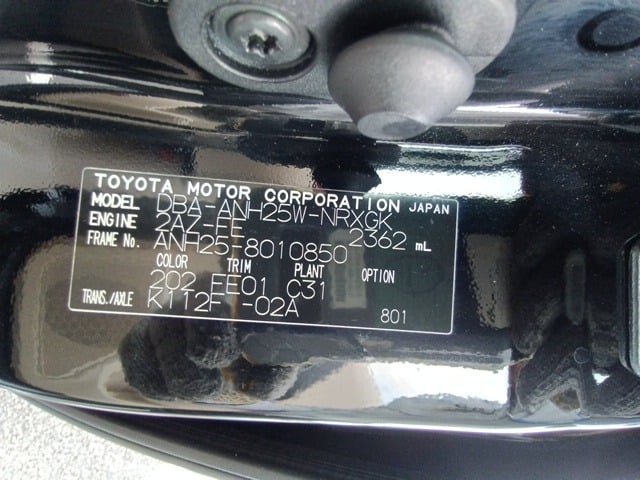 TOYOTA MOTOR CORPORATION JAPAN
MODEL DBA-ANH25W-NRXGK
ENGINE 2AZ-FE 2362 mL
FRAME No. ANH25-8010850
COLOR TRIM PLANT OPTION
202 EE01 C31
TRANS./AXLE K112F -02A 801